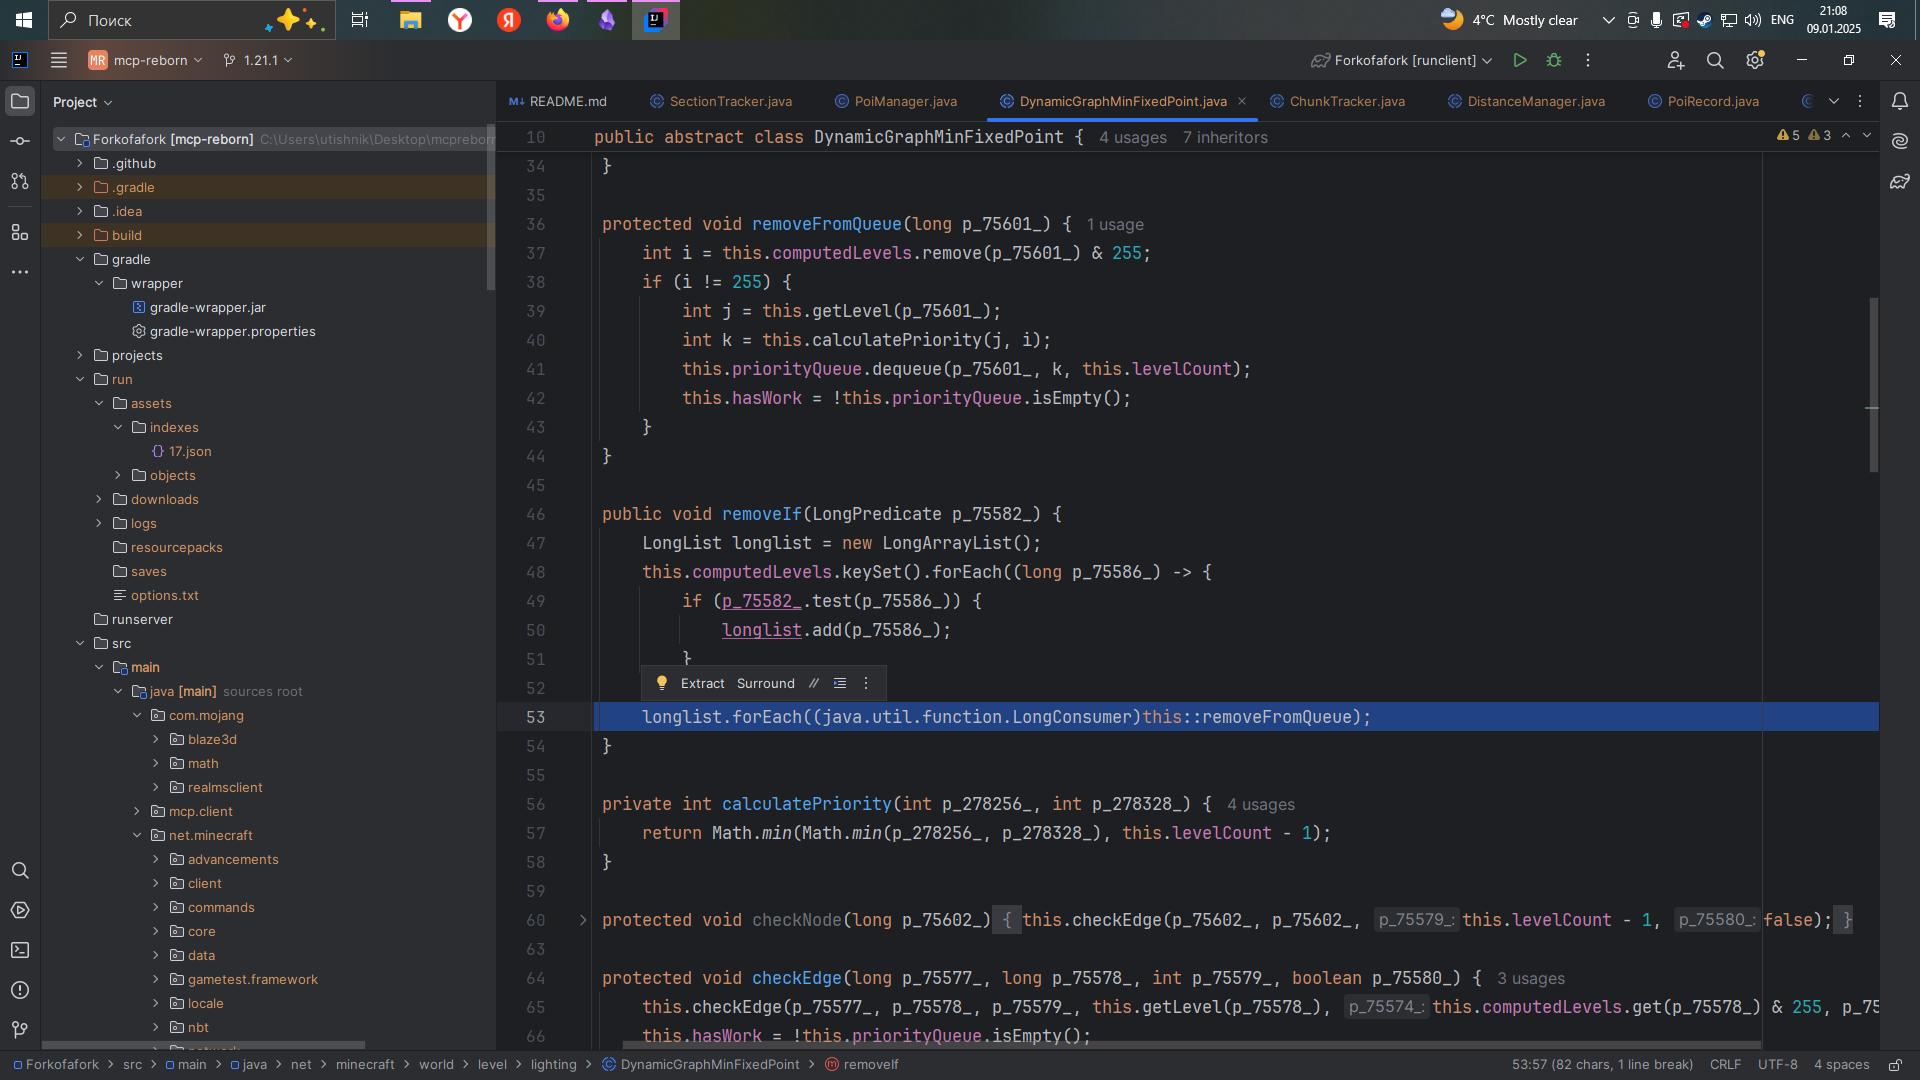 Поиск
4°C Mostly clear
ENG
21:08
09.01.2025
MR mcp-reborn
1.21.1
Forkofafork [runclient]
Project
README.md
SectionTracker.java
PoiManager.java
DynamicGraphMinFixedPoint.java
ChunkTracker.java
DistanceManager.java
PoiRecord.java
Forkofafork [mcp-reborn] C:\Users\utishnik\Desktop\mcpreborn
.github
.gradle
.idea
build
gradle
wrapper
gradle-wrapper.jar
gradle-wrapper.properties
projects
run
assets
indexes
17.json
objects
downloads
logs
resourcepacks
saves
options.txt
runserver
src
main
java [main] sources root
com.mojang
blaze3d
math
realmsclient
mcp.client
net.minecraft
advancements
client
commands
core
data
gametest.framework
locale
nbt
10 public abstract class DynamicGraphMinFixedPoint { 4 usages 7 inheritors
5 3
34 }
35
36 protected void removeFromQueue(long p_75601_) { 1 usage
37 int i = this.computedLevels.remove(p_75601_) & 255;
38 if (i != 255) {
39 int j = this.getLevel(p_75601_);
40 int k = this.calculatePriority(j, i);
41 this.priorityQueue.dequeue(p_75601_, k, this.levelCount);
42 this.hasWork = !this.priorityQueue.isEmpty();
43 }
44 }
45
46 public void removeIf(LongPredicate p_75582_) {
47 LongList longlist = new LongArrayList();
48 this.computedLevels.keySet().forEach((long p_75586_) -> {
49 if (p_75582_.test(p_75586_)) {
50 longlist.add(p_75586_);
51 }
Extract Surround //
52
53 longlist.forEach((java.util.function.LongConsumer)this::removeFromQueue);
54 }
55
56 private int calculatePriority(int p_278256_, int p_278328_) { 4 usages
57 return Math.min(Math.min(p_278256_, p_278328_), this.levelCount - 1);
58 }
59
60 protected void checkNode(long p_75602_) { this.checkEdge(p_75602_, p_75602_, p_75579_: this.levelCount - 1, p_75580_: false); }
63
64 protected void checkEdge(long p_75577_, long p_75578_, int p_75579_, boolean p_75580_) { 3 usages
65 this.checkEdge(p_75577_, p_75578_, p_75579_, this.getLevel(p_75578_), p_75574_: this.computedLevels.get(p_75578_) & 255, p_75
66 this.hasWork = !this.priorityQueue.isEmpty();
Forkofafork > src > main > java > net > minecraft > world > level > lighting > DynamicGraphMinFixedPoint > removeIf
53:57 (82 chars, 1 line break) CRLF UTF-8 4 spaces